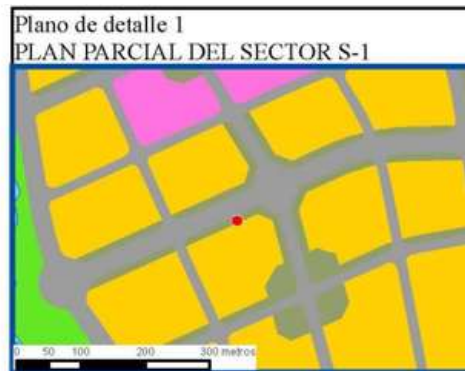 Plano de detalle 1
PLAN PARCIAL DEL SECTOR S-1
0 50 100 200 300 metros